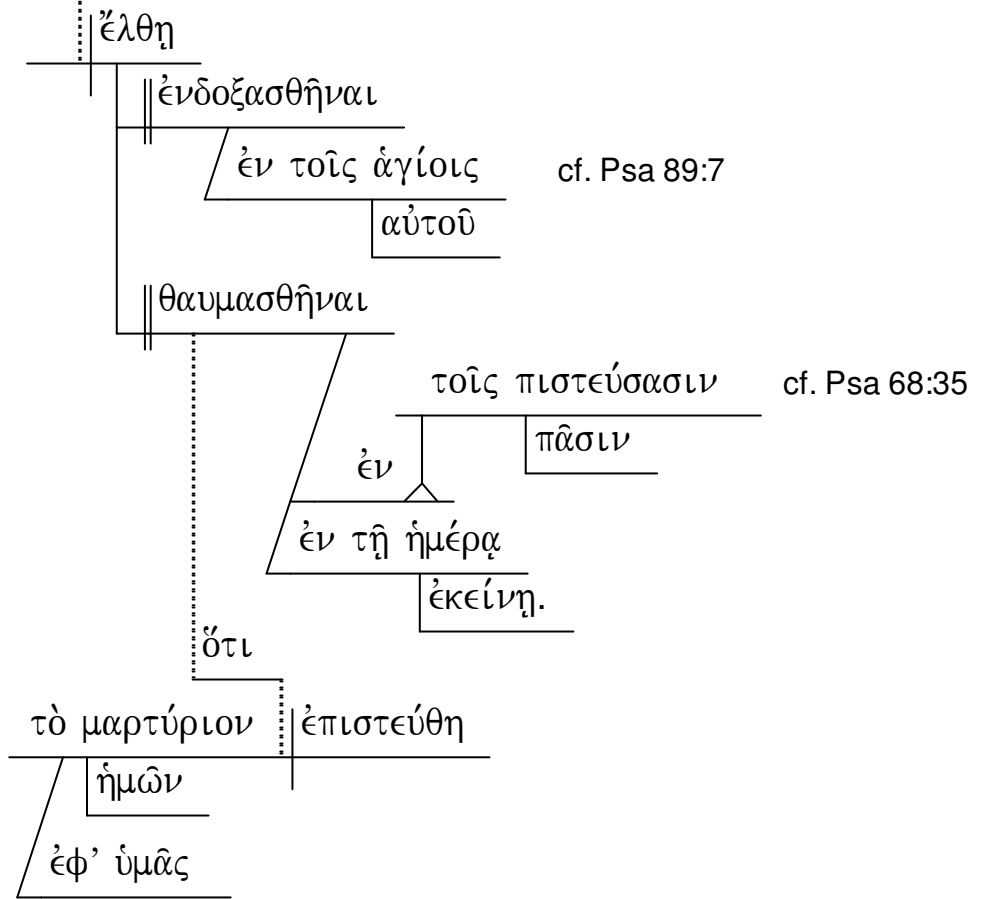 ἔλθῃ
ἐνδοξασθῆναι
ἐν τοῖς ἁγίοις cf. Psa 89:7
αὐτοῦ
θαυμασθῆναι
τοῖς πιστεύσασιν cf. Psa 68:35
πᾶσιν
ἐν
ἐν τῇ ἡμέρᾳ
ἐκείνῃ.
ὅτι
τὸ μαρτύριον ἐπιστεύθη
ἡμῶν
ἐφ’ ὑμᾶς